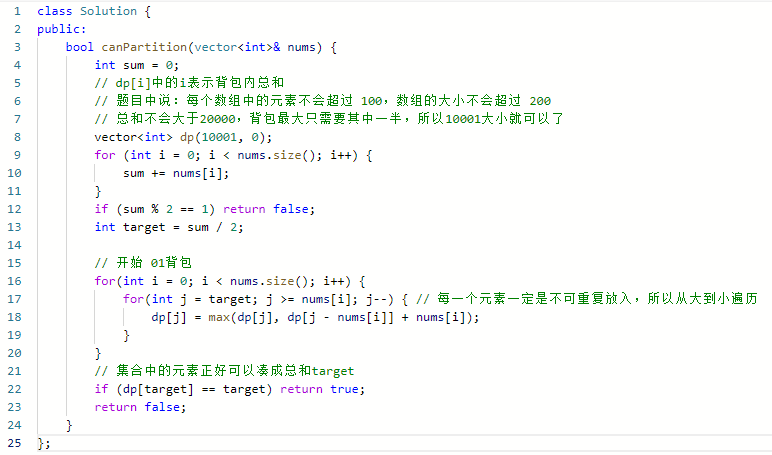 1 class Solution {
2 public:
3     bool canPartition(vector<int>& nums) {
4         int sum = 0;
5         // dp[i]中的i表示背包内总和
6         // 题目中说：每个数组中的元素不会超过 100，数组的大小不会超过 200
7         // 总和不会大于20000，背包最大只需要其中一半，所以10001大小就可以了
8         vector<int> dp(10001, 0);
9         for (int i = 0; i < nums.size(); i++) {
10             sum += nums[i];
11         }
12         if (sum % 2 == 1) return false;
13         int target = sum / 2;
14
15         // 开始 01背包
16         for(int i = 0; i < nums.size(); i++) {
17             for(int j = target; j >= nums[i]; j--) { // 每一个元素一定是不可重复放入，所以从大到小遍历
18                 dp[j] = max(dp[j], dp[j - nums[i]] + nums[i]);
19             }
20         }
21         // 集合中的元素正好可以凑成总和target
22         if (dp[target] == target) return true;
23         return false;
24     }
25 };